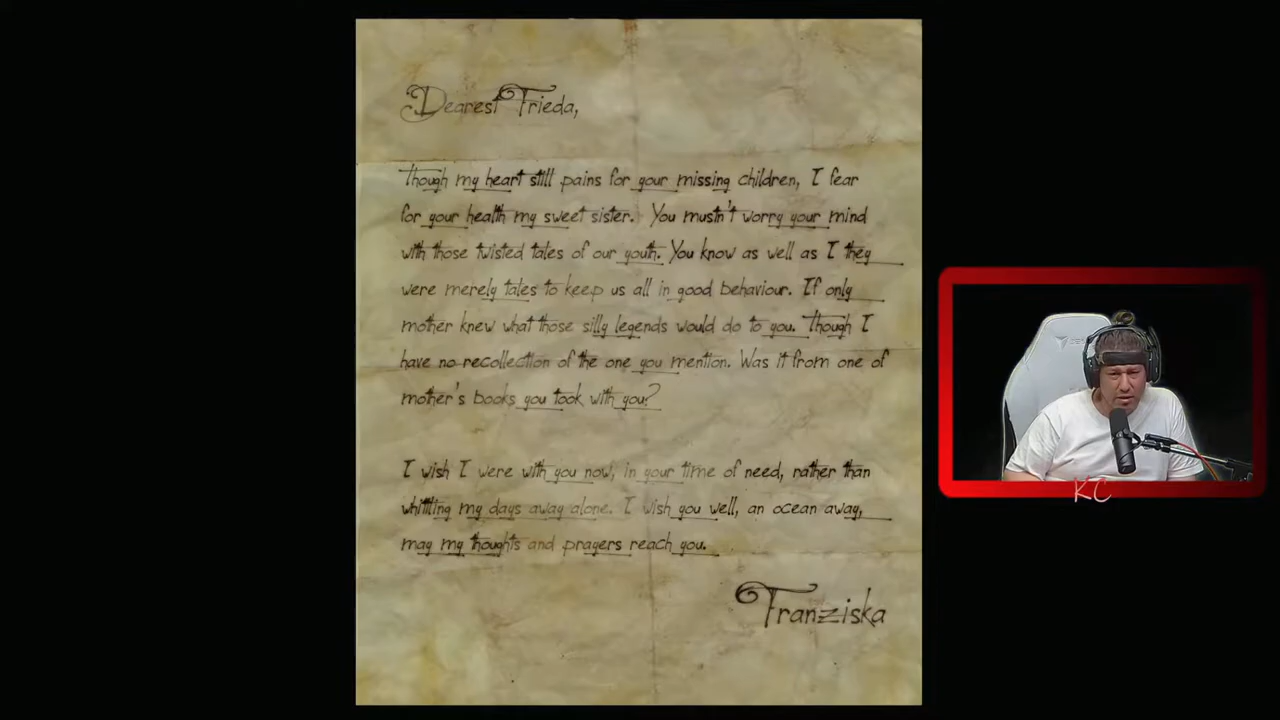 Dearest Frieda,
Though my heart still pains for your missing children, I fear
for your health my sweet sister. You mustn't worry your mind
with those twisted tales of our youth. You know as well as I they
were merely tales to keep us all in good behaviour. If only
mother knew what those silly legends would do to you. Though I
have no recollection of the one you mention. Was it from one of
mother's books you took with you?
I wish I were with you now, in your time of need, rather than
whittling my days away alone. I wish you well, an ocean away,
may my thoughts and prayers reach you.
Franziska
KC